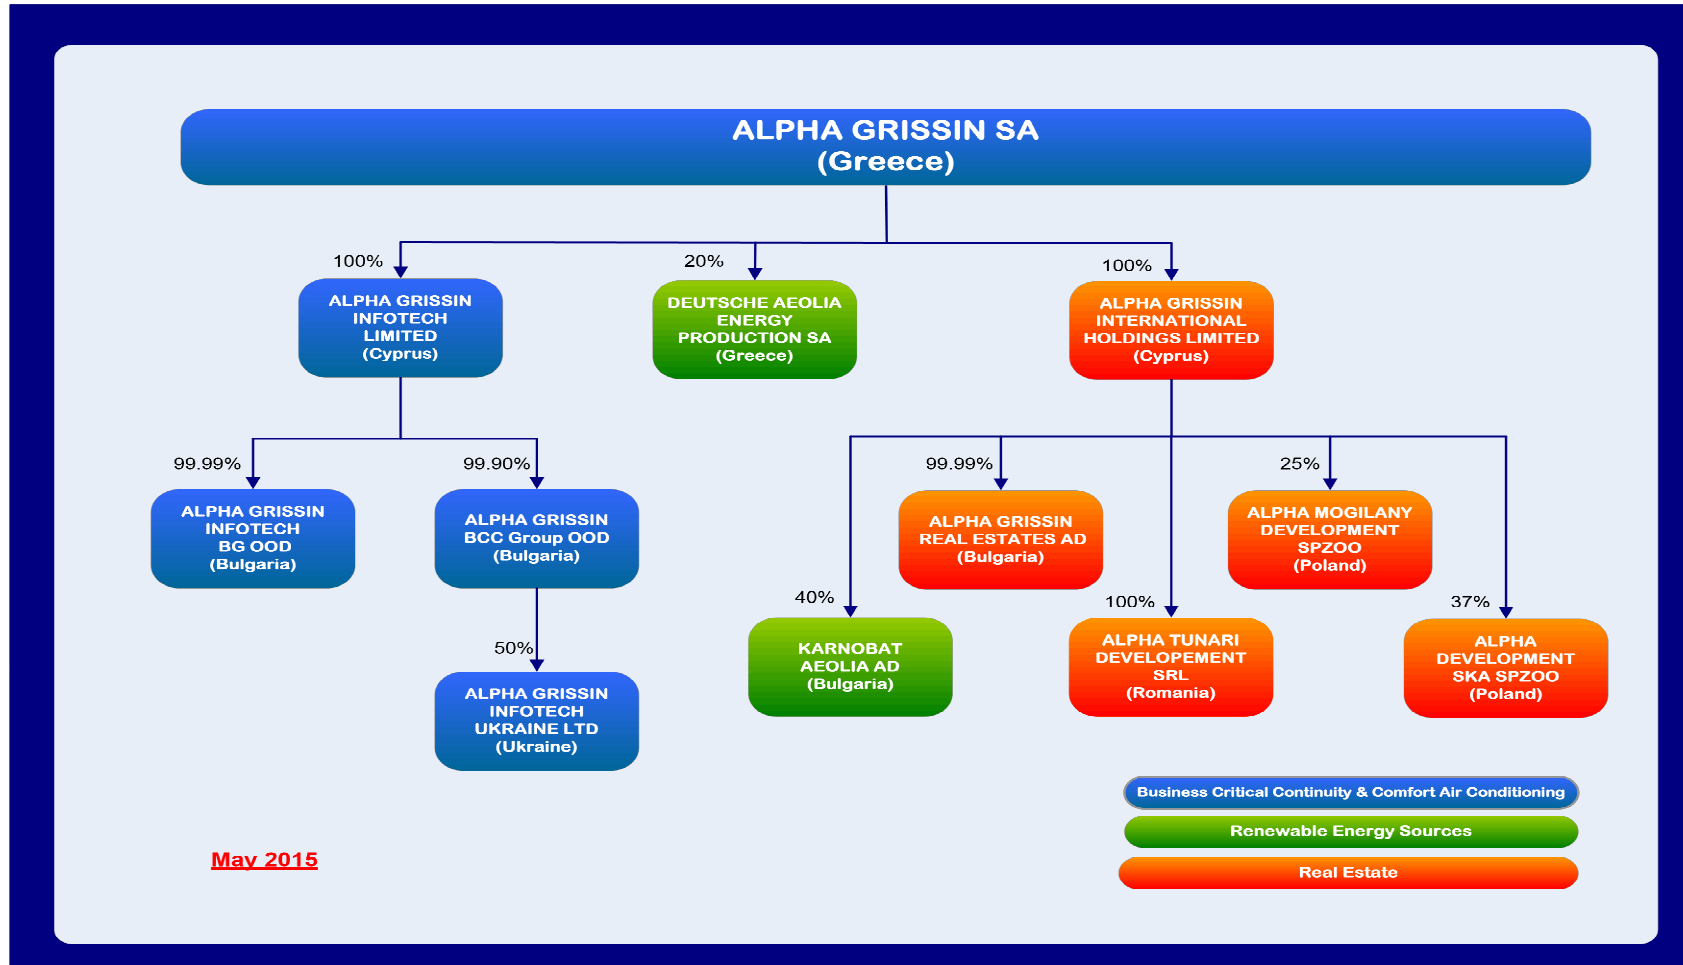 ALPHA GRISSIN SA
(Greece)
100%
20%
100%
ALPHA GRISSIN
INFOTECH
LIMITED
(Cyprus)
DEUTSCHE AEOLIA
ENERGY
PRODUCTION SA
(Greece)
ALPHA GRISSIN
INTERNATIONAL
HOLDINGS LIMITED
(Cyprus)
99.99%
99.90%
99.99%
25%
ALPHA GRISSIN
INFOTECH
BG OOD
(Bulgaria)
ALPHA GRISSIN
BCC Group OOD
(Bulgaria)
ALPHA GRISSIN
REAL ESTATES AD
(Bulgaria)
ALPHA MOGILANY
DEVELOPMENT
SPZOO
(Poland)
40%
100%
37%
KARNOBAT
AEOLIA AD
(Bulgaria)
ALPHA TUNARI
DEVELOPEMENT
SRL
(Romania)
ALPHA
DEVELOPMENT
SKA SPZOO
(Poland)
50%
ALPHA GRISSIN
INFOTECH
UKRAINE LTD
(Ukraine)
Business Critical Continuity & Comfort Air Conditioning
Renewable Energy Sources
Real Estate
May 2015